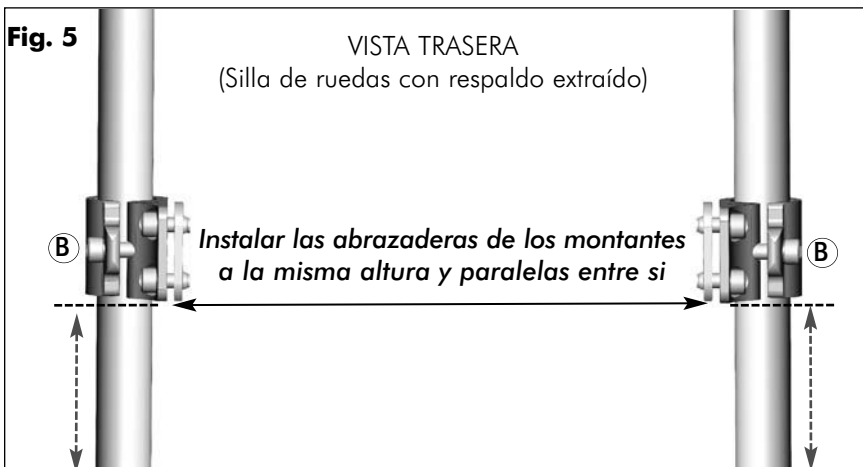 Fig. 5
VISTA TRASERA
(Silla de ruedas con respaldo extraído)
B
Instalar las abrazaderas de los montantes
a la misma altura y paralelas entre si
B